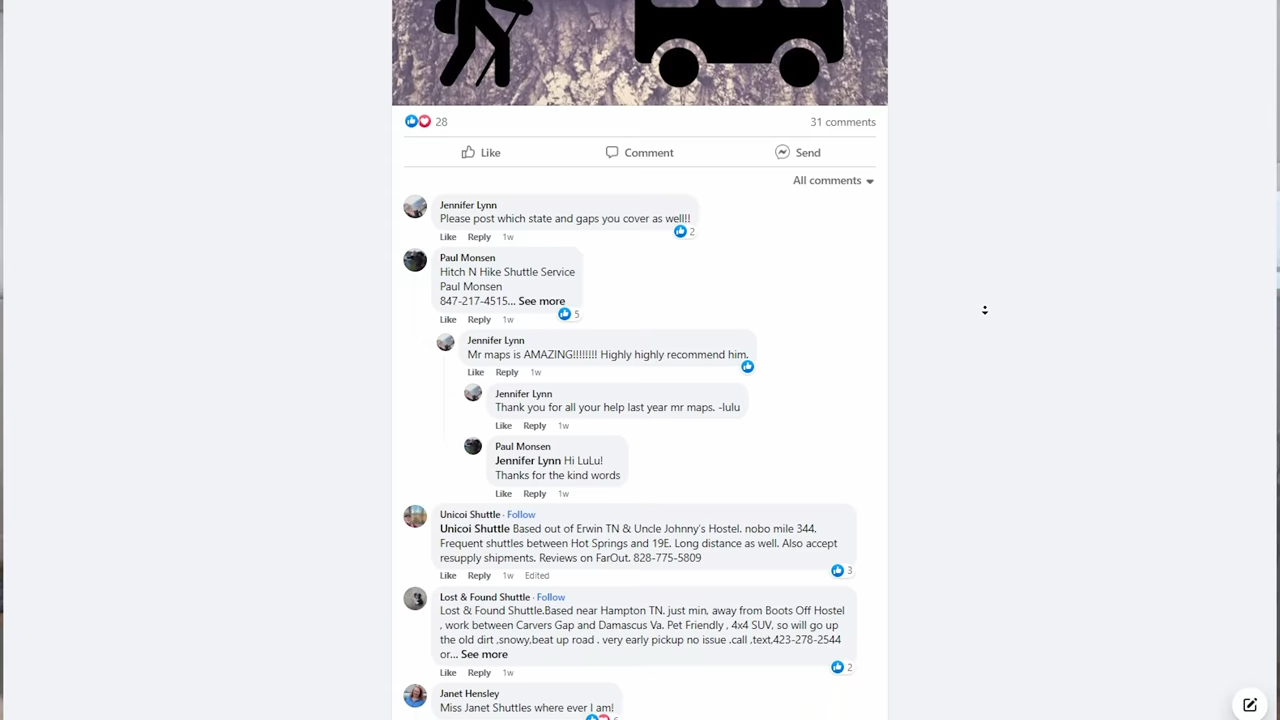 28
31 comments
Like
Comment
Send
All comments
Jennifer Lynn
Please post which state and gaps you cover as well!!
2
Like Reply 1w
Paul Monsen
Hitch N Hike Shuttle Service
Paul Monsen
847-217-4515... See more
5
Like Reply 1w
Jennifer Lynn
Mr maps is AMAZING!!!!!!!! Highly highly recommend him.
Like Reply 1w
Jennifer Lynn
Thank you for all your help last year mr maps. -lulu
Like Reply 1w
Paul Monsen
Jennifer Lynn Hi LuLu!
Thanks for the kind words
Like Reply 1w
Unicoi Shuttle · Follow
Unicoi Shuttle Based out of Erwin TN & Uncle Johnny's Hostel. nobo mile 344.
Frequent shuttles between Hot Springs and 19E. Long distance as well. Also accept
resupply shipments. Reviews on FarOut. 828-775-5809
3
Like Reply 1w Edited
Lost & Found Shuttle · Follow
Lost & Found Shuttle.Based near Hampton TN. just min, away from Boots Off Hostel
, work between Carvers Gap and Damascus Va. Pet Friendly , 4x4 SUV, so will go up
the old dirt ,snowy,beat up road . very early pickup no issue .call .text,423-278-2544
or... See more
2
Like Reply 1w
Janet Hensley
Miss Janet Shuttles where ever I am!